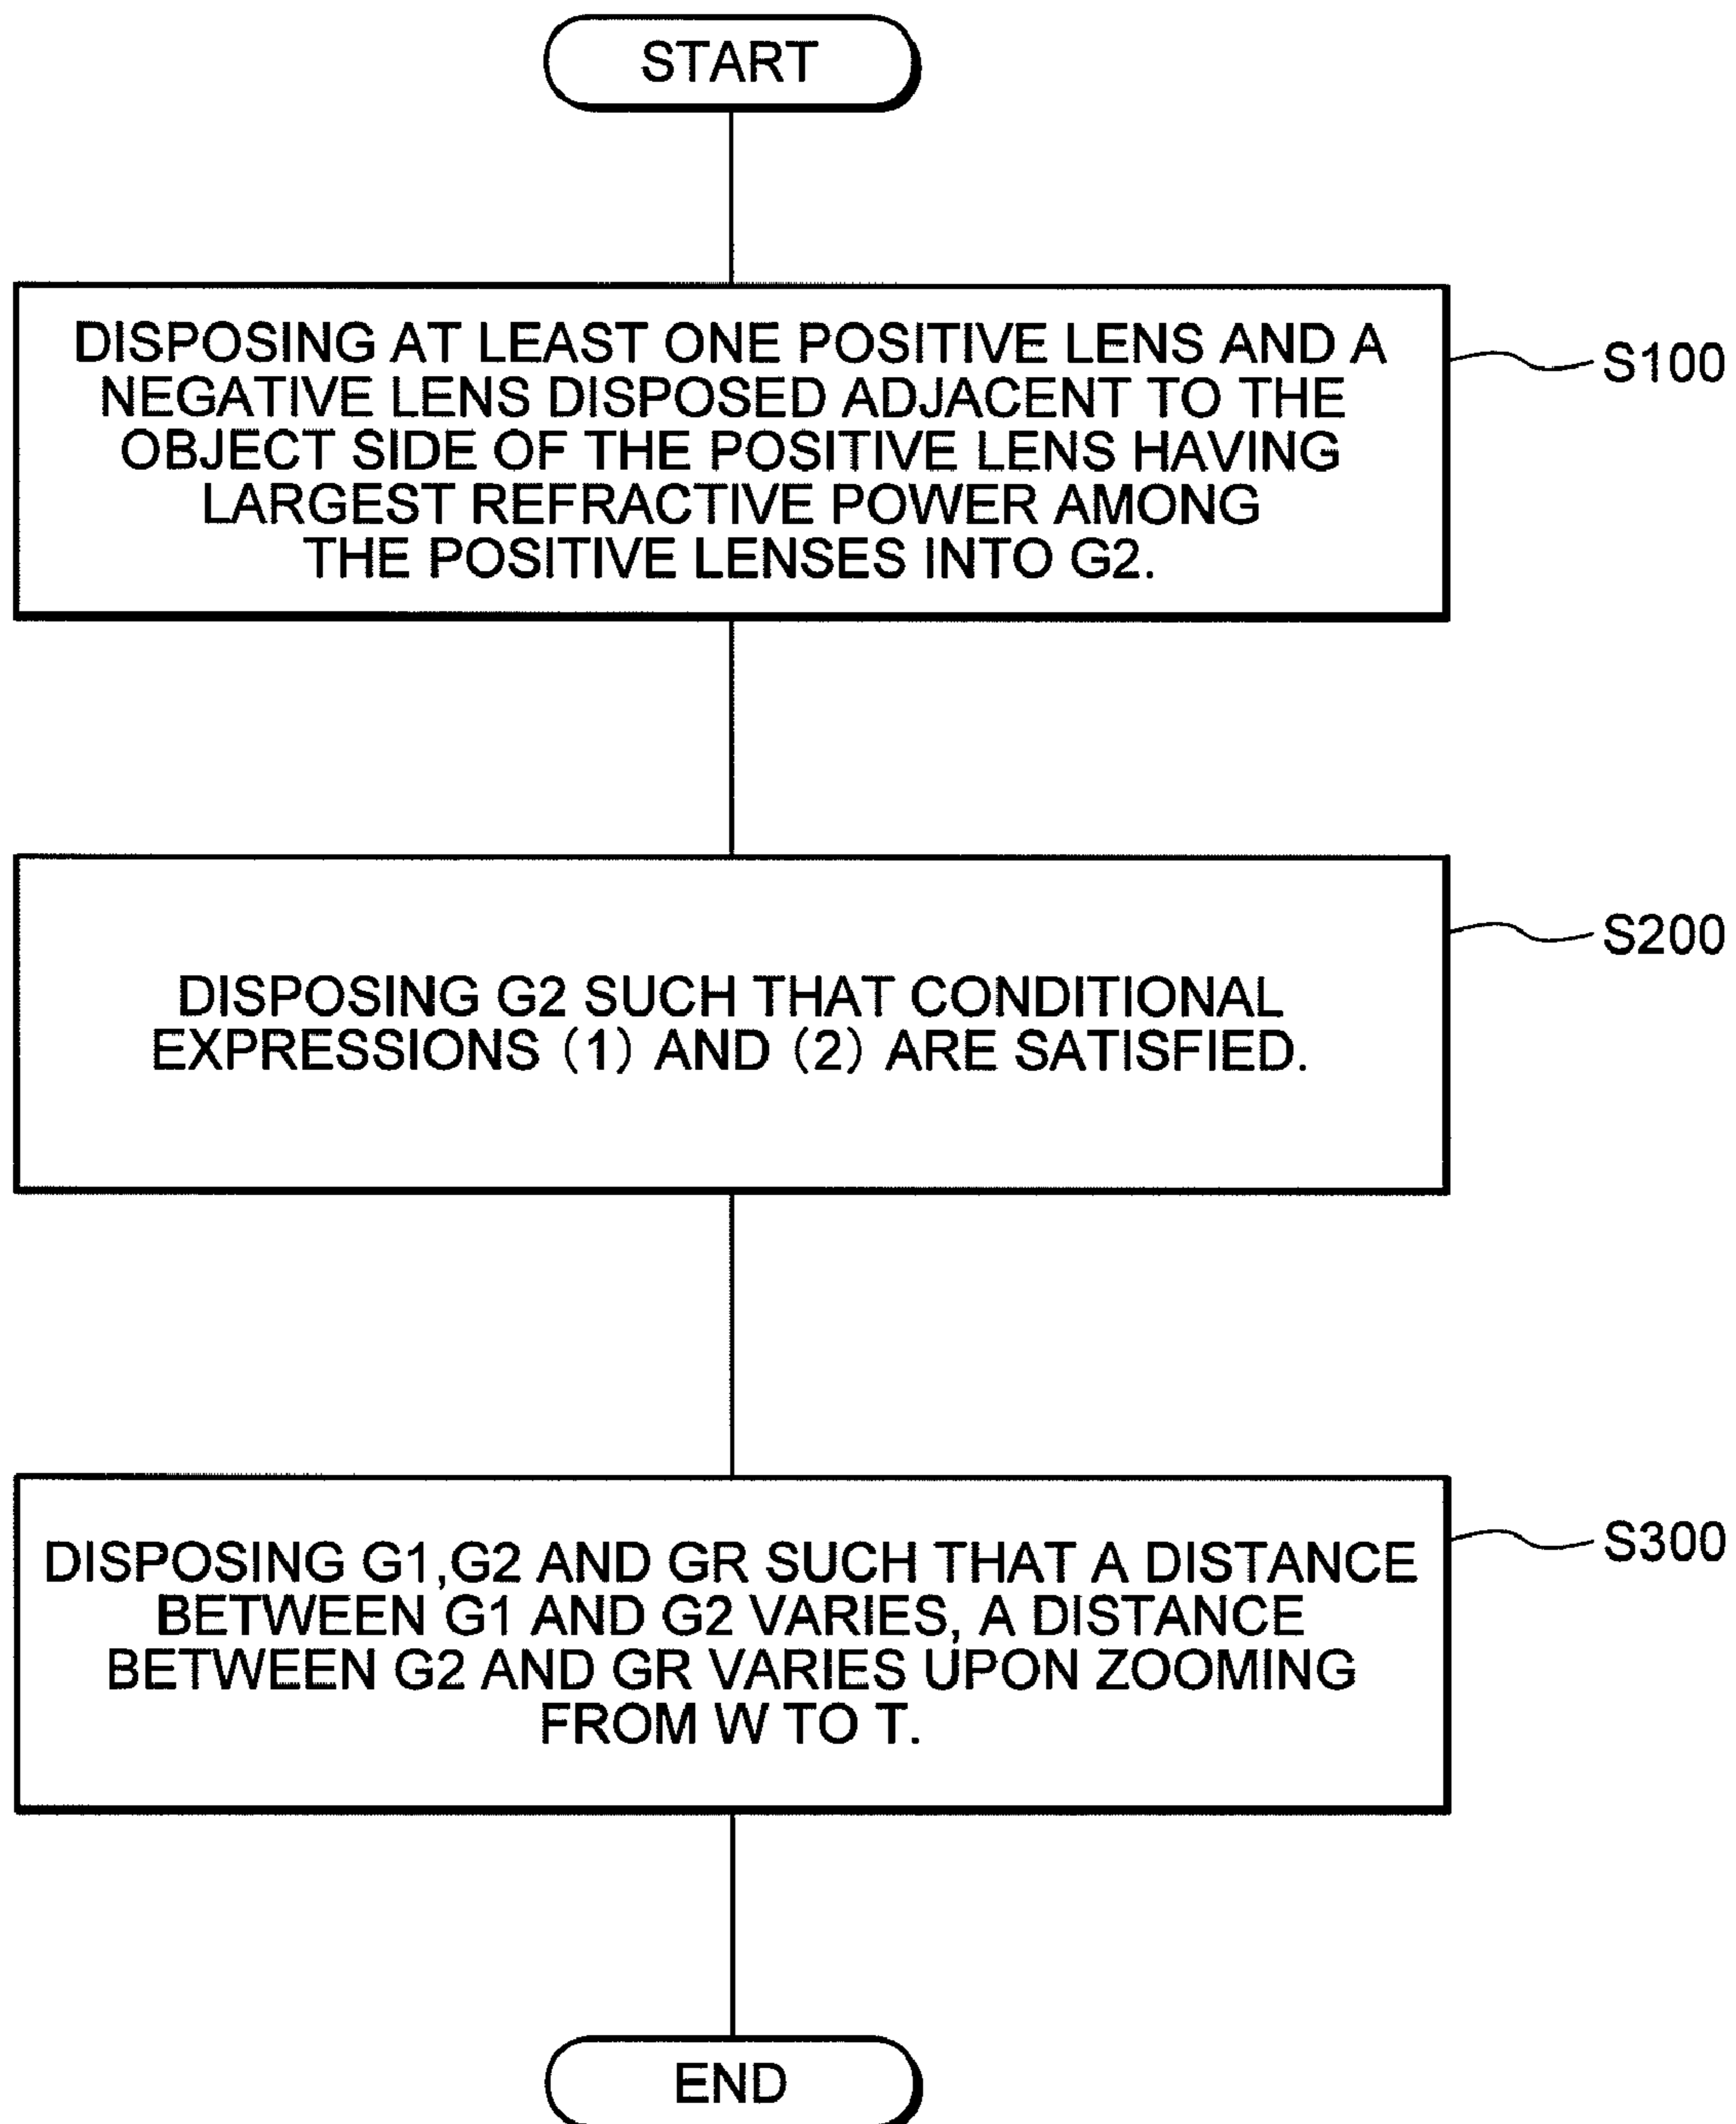 START
DISPOSING AT LEAST ONE POSITIVE LENS AND A
NEGATIVE LENS DISPOSED ADJACENT TO THE
OBJECT SIDE OF THE POSITIVE LENS HAVING
LARGEST REFRACTIVE POWER AMONG
THE POSITIVE LENSES INTO G2.
S100
DISPOSING G2 SUCH THAT CONDITIONAL
EXPRESSIONS (1) AND (2) ARE SATISFIED.
S200
DISPOSING G1,G2 AND GR SUCH THAT A DISTANCE
BETWEEN G1 AND G2 VARIES, A DISTANCE
BETWEEN G2 AND GR VARIES UPON ZOOMING
FROM W TO T.
S300
END